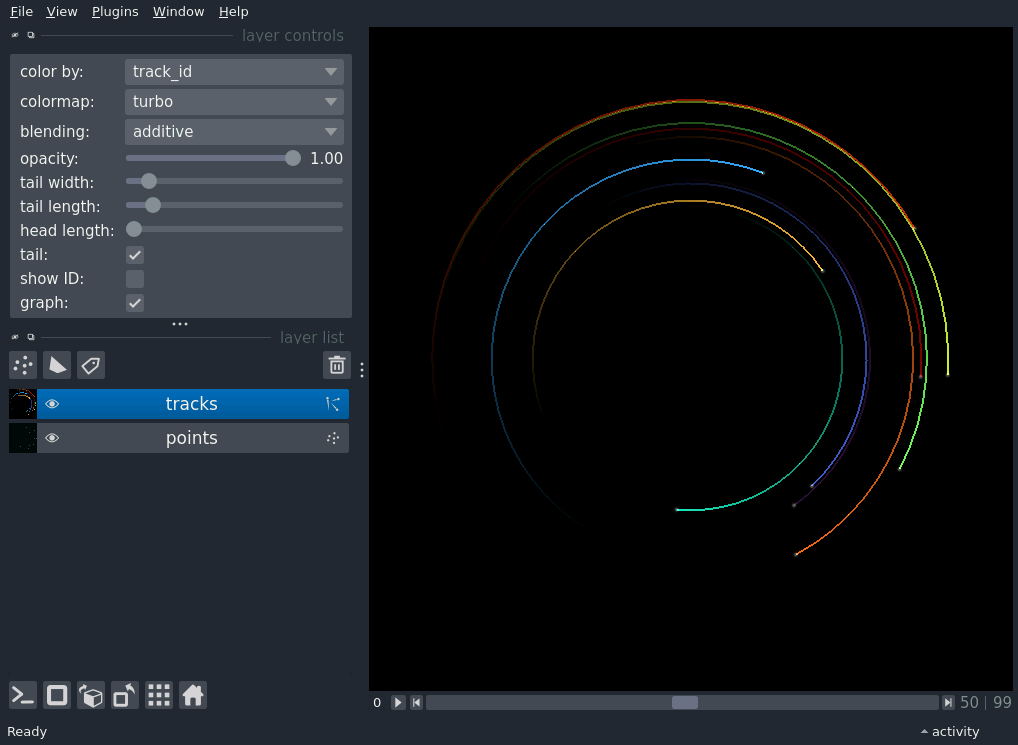 File View Plugins Window Help
layer controls
color by: track_id
colormap: turbo
blending: additive
opacity: 1.00
tail width:
tail length:
head length:
tail:
show ID:
graph:
layer list
tracks
points
0 50 | 99
Ready activity